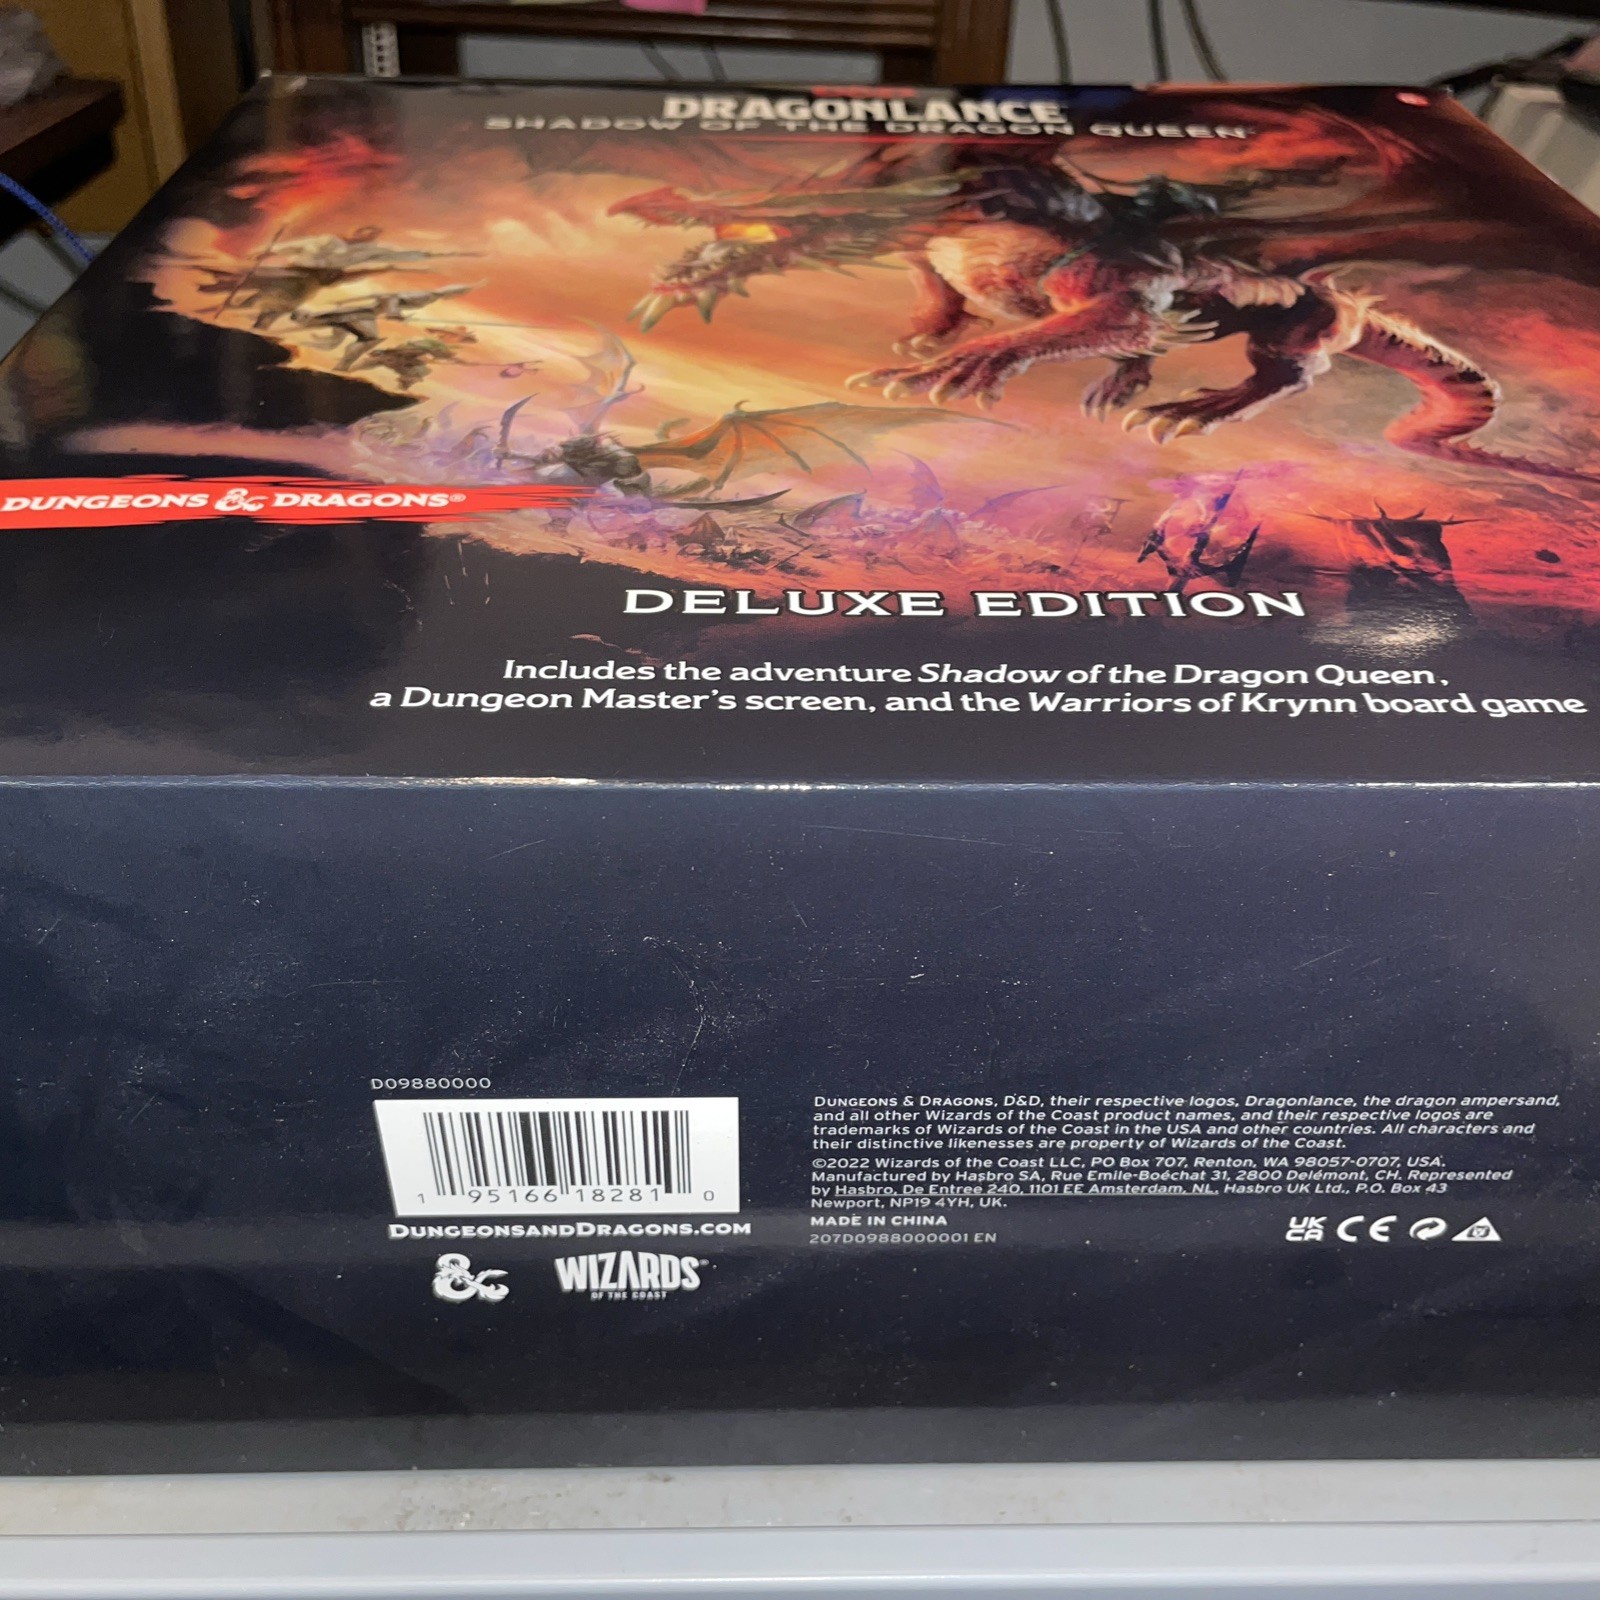 DRAGONLANCE
SHADOW OF THE DRAGON QUEEN™
DUNGEONS & DRAGONS®
DELUXE EDITION
Includes the adventure Shadow of the Dragon Queen,
a Dungeon Master's screen, and the Warriors of Krynn board game
D09880000
1 95166 18281 0
DUNGEONSANDDRAGONS.COM
WIZARDS™
OF THE COAST
DUNGEONS & DRAGONS, D&D, their respective logos, Dragonlance, the dragon ampersand,
and all other Wizards of the Coast product names, and their respective logos are
trademarks of Wizards of the Coast in the USA and other countries. All characters and
their distinctive likenesses are property of Wizards of the Coast.
©2022 Wizards of the Coast LLC, PO Box 707, Renton, WA 98057-0707, USA.
Manufactured by Hasbro SA, Rue Emile-Boéchat 31, 2800 Delémont, CH. Represented
by Hasbro, De Entree 240, 1101 EE Amsterdam, NL, Hasbro UK Ltd., P.O. Box 43
Newport, NP19 4YH, UK.
MADE IN CHINA
207D0988000001 EN
UK
CA CE